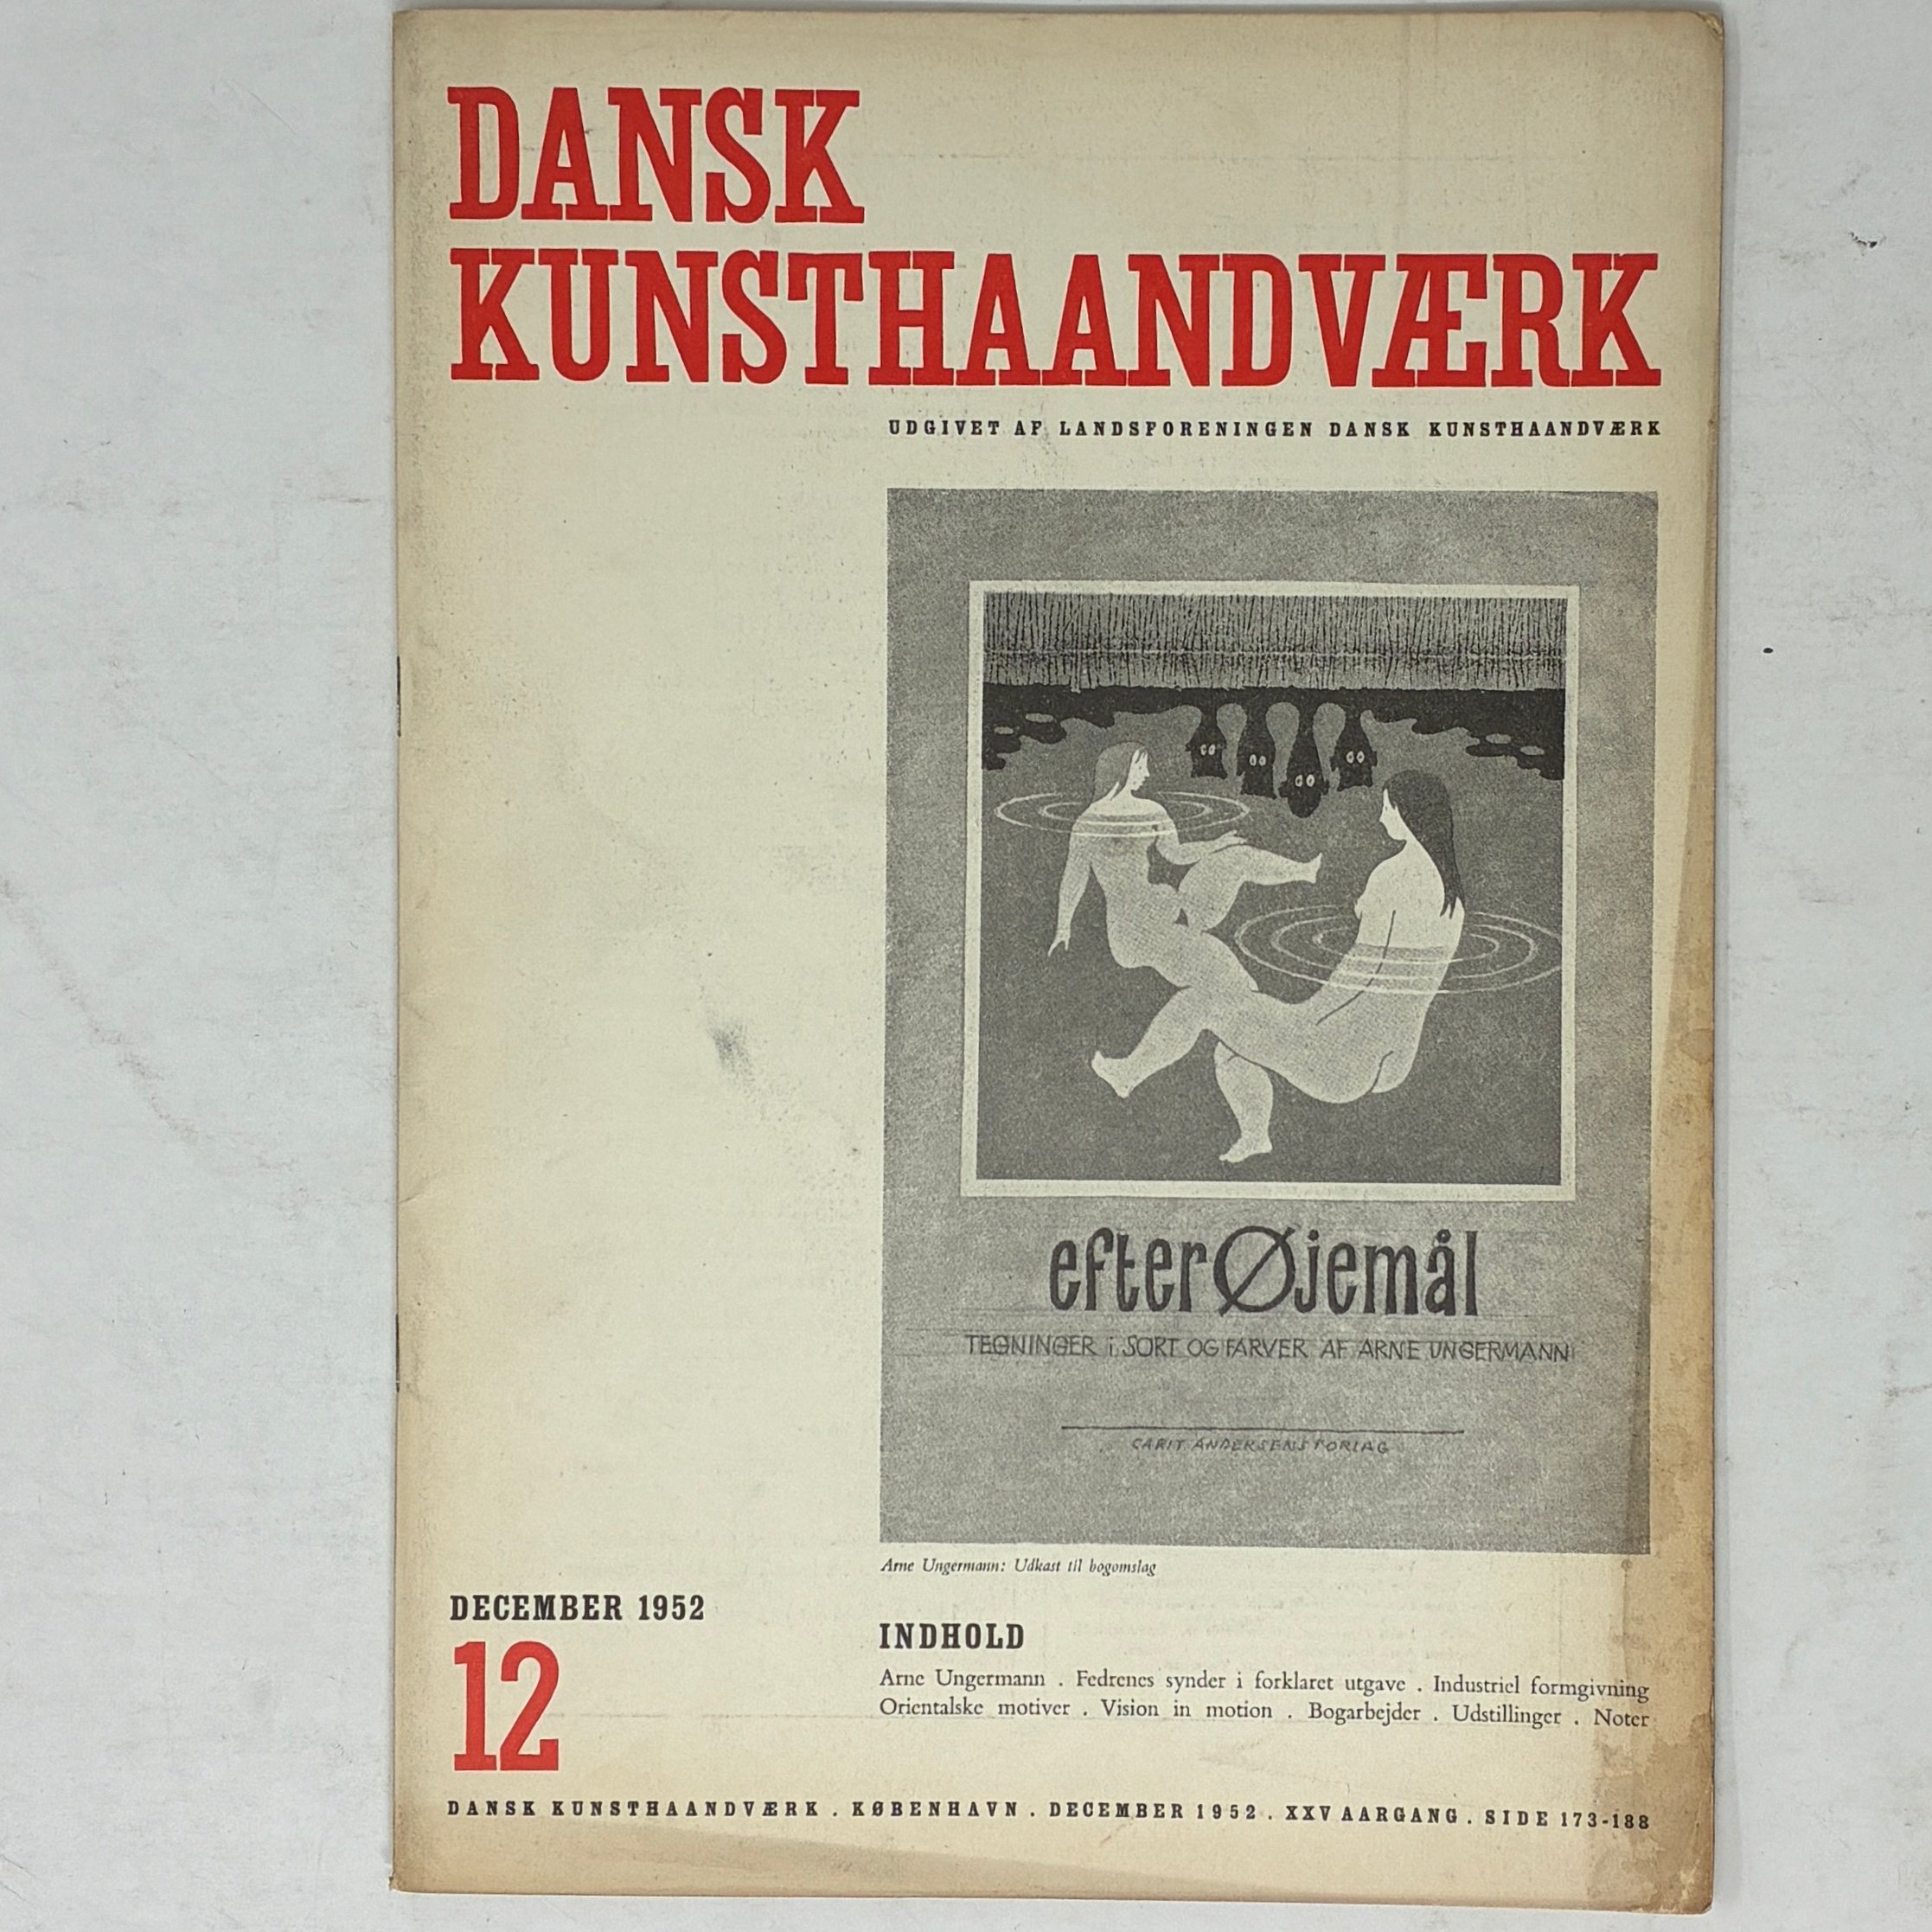 DANSK
KUNSTHAANDVÆRK
UDGIVET AF LANDSFORENINGEN DANSK KUNSTHAANDVÆRK
efterØjemål
TEGNINGER i SORT OG FARVER AF ARNE UNGERMANN
CARIT ANDERSENS FORLAG
Arne Ungermann: Udkast til bogomslag
DECEMBER 1952
12
INDHOLD
Arne Ungermann . Fedrenes synder i forklaret utgave . Industriel formgivning
Orientalske motiver . Vision in motion . Bogarbejder . Udstillinger . Noter
DANSK KUNSTHAANDVÆRK . KØBENHAVN . DECEMBER 1952 . XXV AARGANG . SIDE 173-188